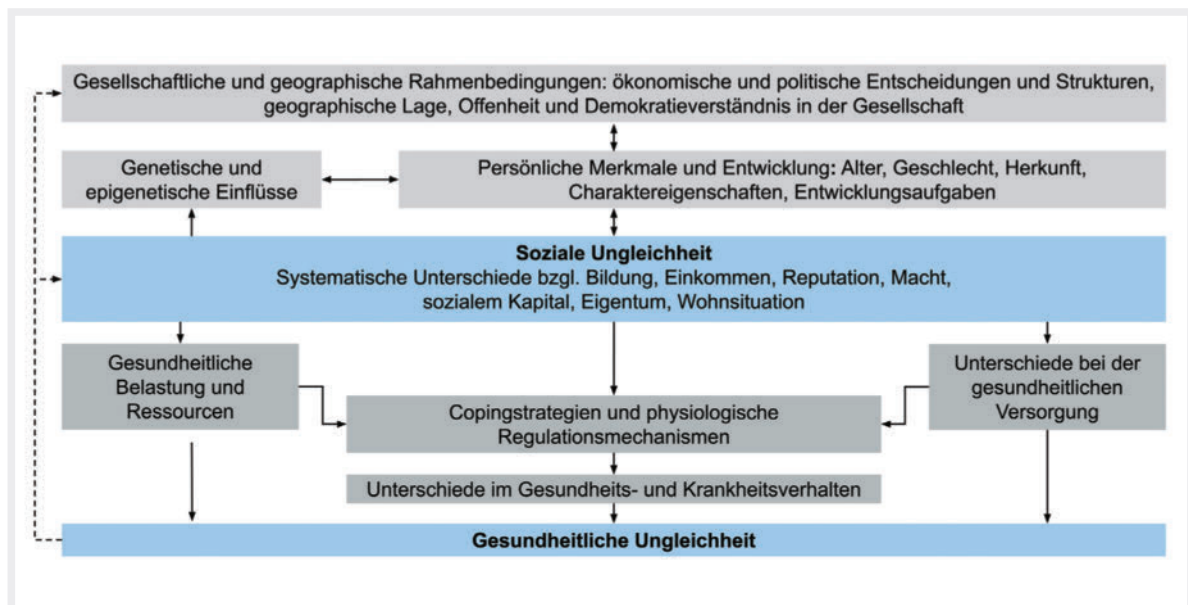 Gesellschaftliche und geographische Rahmenbedingungen: ökonomische und politische Entscheidungen und Strukturen,
geographische Lage, Offenheit und Demokratieverständnis in der Gesellschaft
Genetische und
epigenetische Einflüsse
Persönliche Merkmale und Entwicklung: Alter, Geschlecht, Herkunft,
Charaktereigenschaften, Entwicklungsaufgaben
Soziale Ungleichheit
Systematische Unterschiede bzgl. Bildung, Einkommen, Reputation, Macht,
sozialem Kapital, Eigentum, Wohnsituation
Gesundheitliche
Belastung und
Ressourcen
Unterschiede bei der
gesundheitlichen
Versorgung
Copingstrategien und physiologische
Regulationsmechanismen
Unterschiede im Gesundheits- und Krankheitsverhalten
Gesundheitliche Ungleichheit